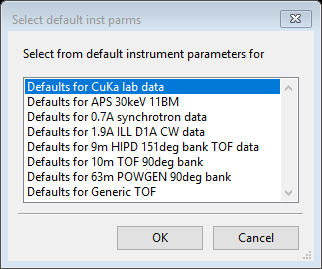 Select default inst parms
Select from default instrument parameters for
Defaults for CuKa lab data
Defaults for APS 30keV 11BM
Defaults for 0.7A synchrotron data
Defaults for 1.9A ILL D1A CW data
Defaults for 9m HIPD 151deg bank TOF data
Defaults for 10m TOF 90deg bank
Defaults for 63m POWGEN 90deg bank
Defaults for Generic TOF
OK Cancel